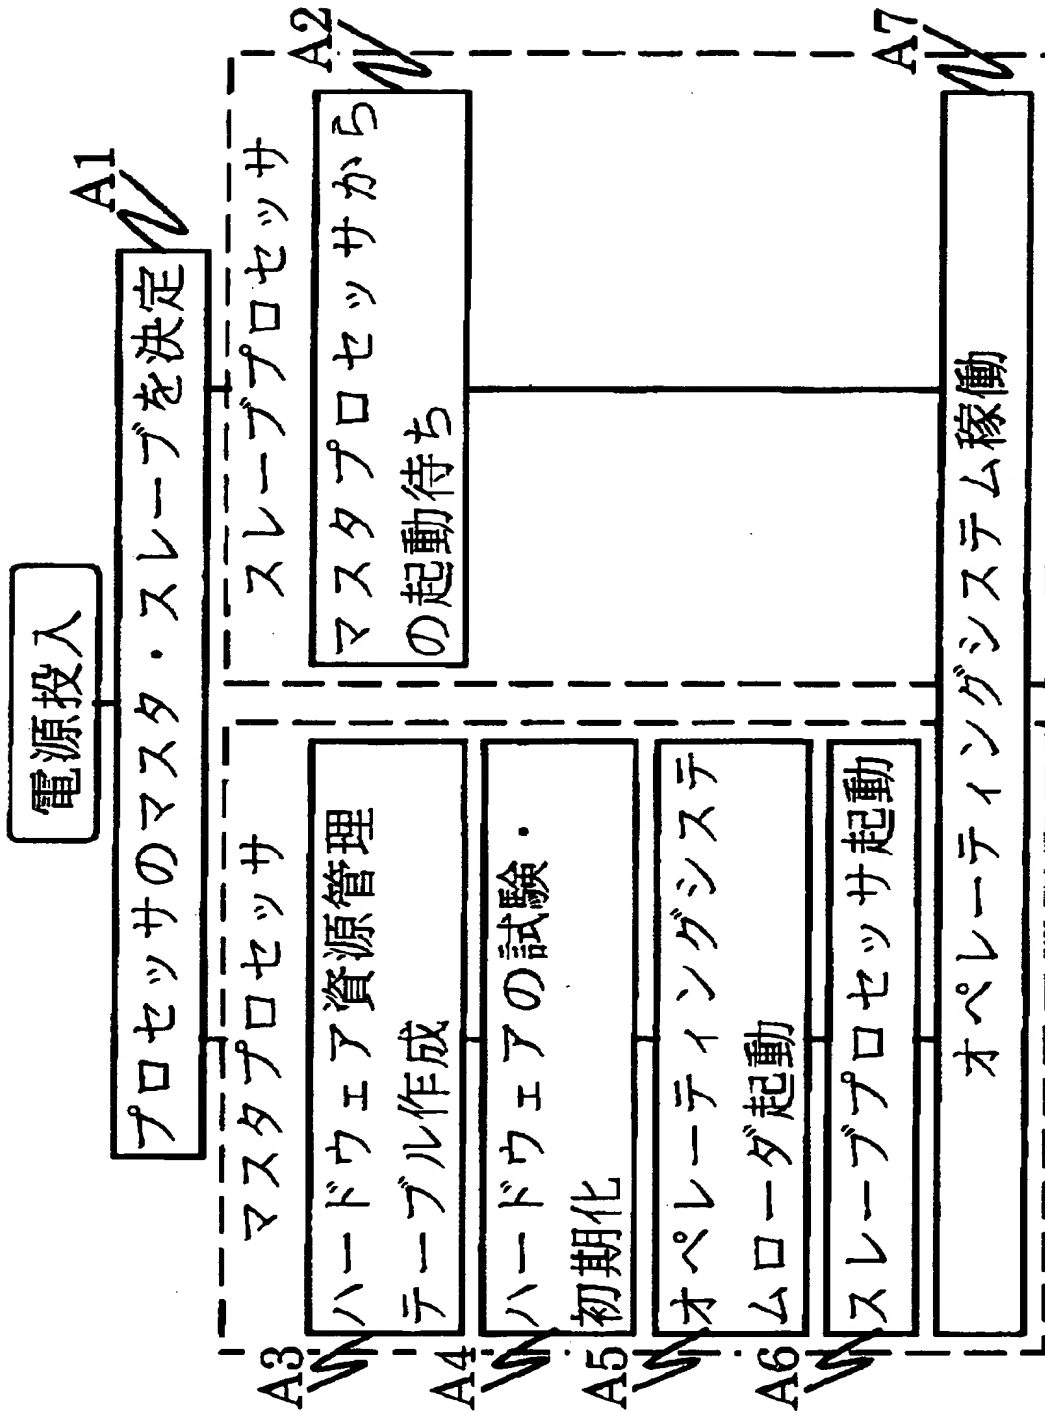 電源投入
A1
プロセッサのマスタ・スレーブを決定
マスタプロセッサ
A3
ハードウェア資源管理
テーブル作成
A4
ハードウェアの試験・
初期化
A5
オペレーティングシステ
ムローダ起動
A6
スレーブプロセッサ起動
スレーブプロセッサ
A2
マスタプロセッサから
の起動待ち
A7
オペレーティングシステム稼働